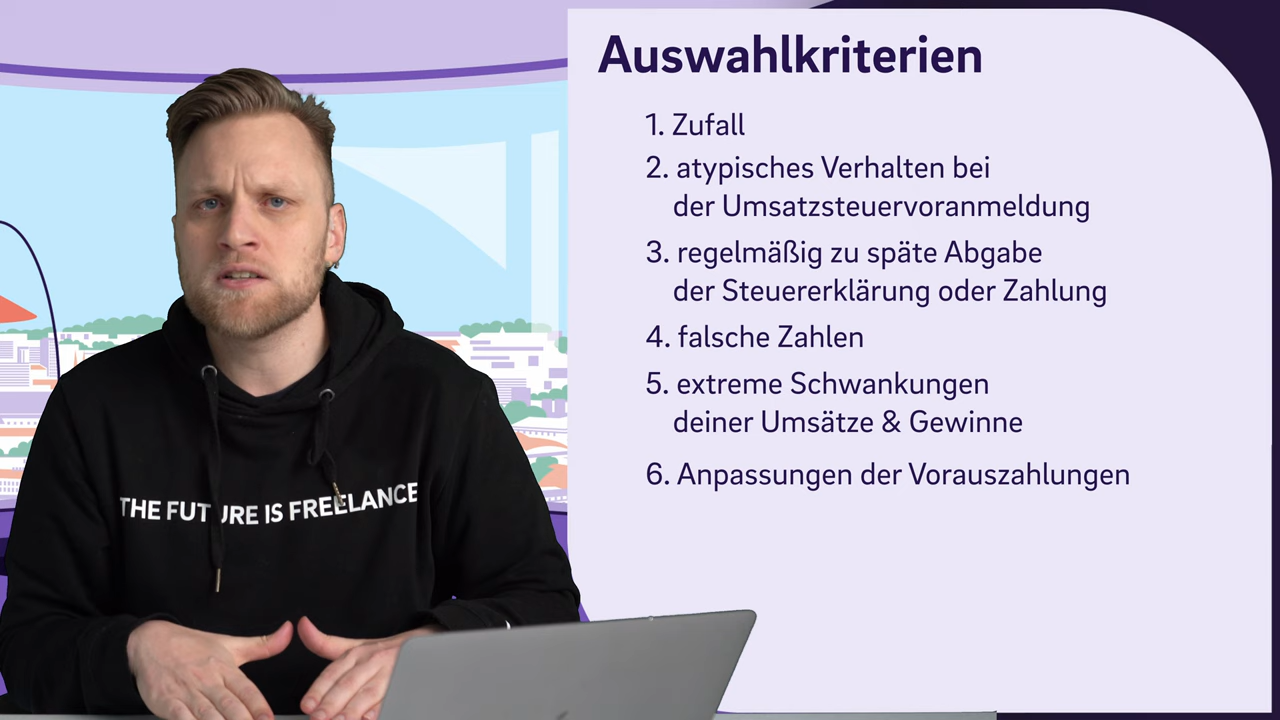 Auswahlkriterien
1. Zufall
2. atypisches Verhalten bei
der Umsatzsteuervoranmeldung
3. regelmäßig zu späte Abgabe
der Steuererklärung oder Zahlung
4. falsche Zahlen
5. extreme Schwankungen
deiner Umsätze & Gewinne
6. Anpassungen der Vorauszahlungen
THE FUTURE IS FREELANCE